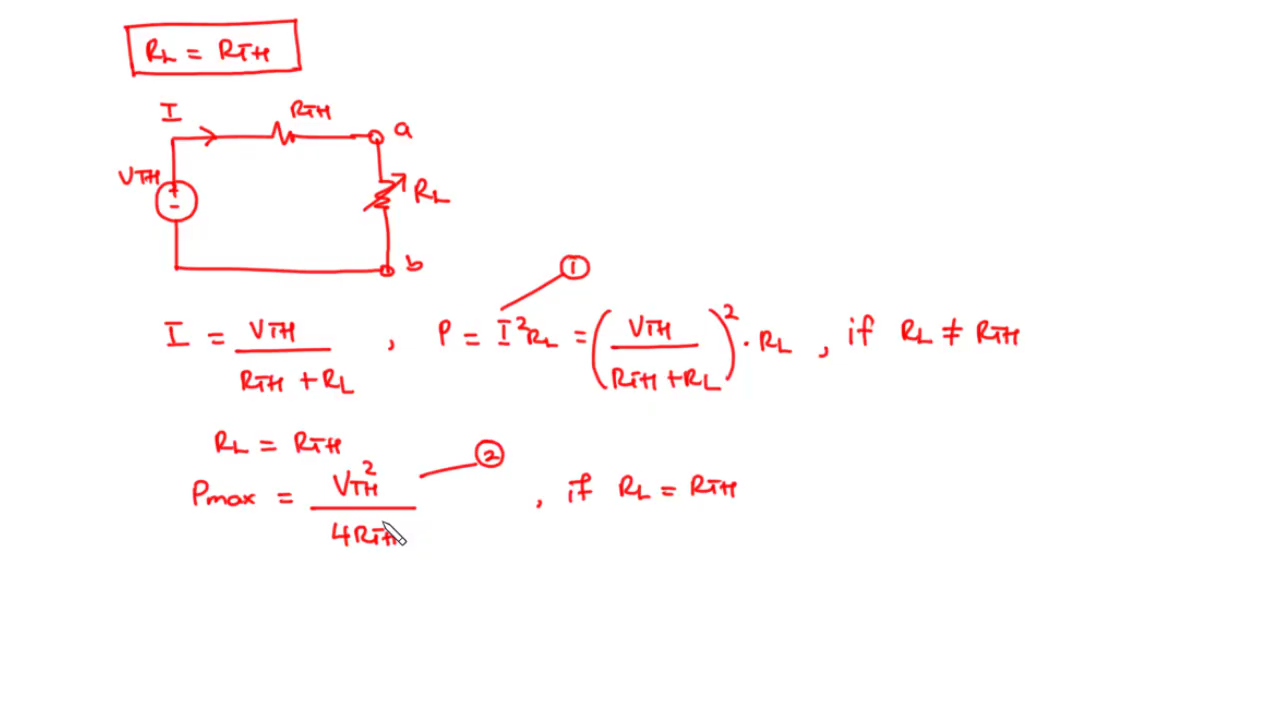 RL = RTH
I
RTH
a
VTH
+
-
RL
b
①
I = VTH / (RTH + RL) , P = I²RL = (VTH / (RTH + RL))² · RL , if RL ≠ RTH
RL = RTH
②
Pmax = VTH² / 4RTH , if RL = RTH